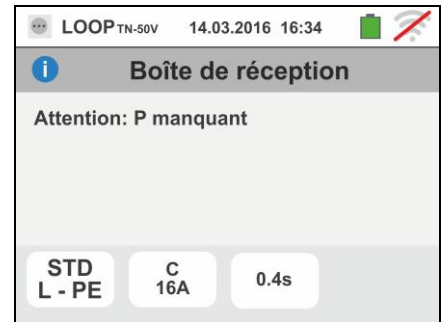 LOOP TN-50V 14.03.2016 16:34
Boîte de réception
Attention: P manquant
STD
L - PE
C
16A
0.4s